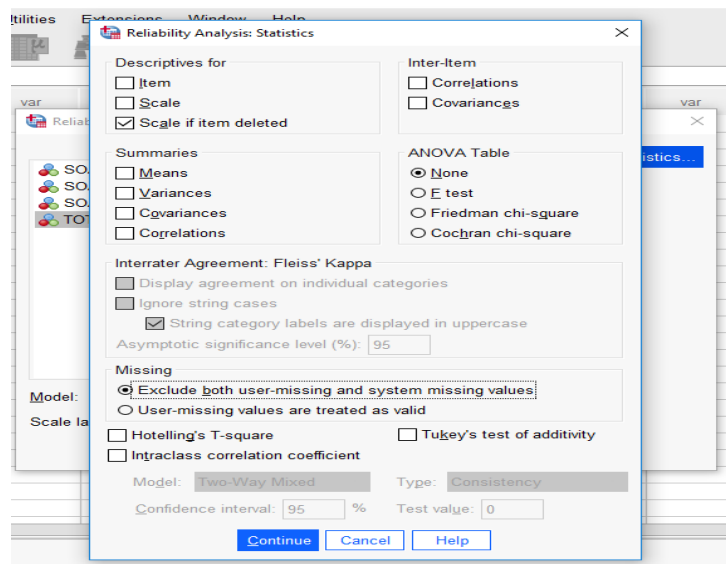 Extensions Window Help
Reliability Analysis: Statistics
var
var
Descriptives for
Item
Scale
Scale if item deleted
Inter-Item
Correlations
Covariances
istics...
SO
SO
SO
TOT
Summaries
Means
Variances
Covariances
Correlations
ANOVA Table
None
F test
Friedman chi-square
Cochran chi-square
Interrater Agreement: Fleiss' Kappa
Display agreement on individual categories
Ignore string cases
String category labels are displayed in uppercase
Asymptotic significance level (%): 95
Missing
Exclude both user-missing and system missing values
User-missing values are treated as valid
Model:
Scale la
Hotelling's T-square
Tukey's test of additivity
Intraclass correlation coefficient
Model: Two-Way Mixed
Type: Consistency
Confidence interval: 95 %
Test value: 0
Continue Cancel Help